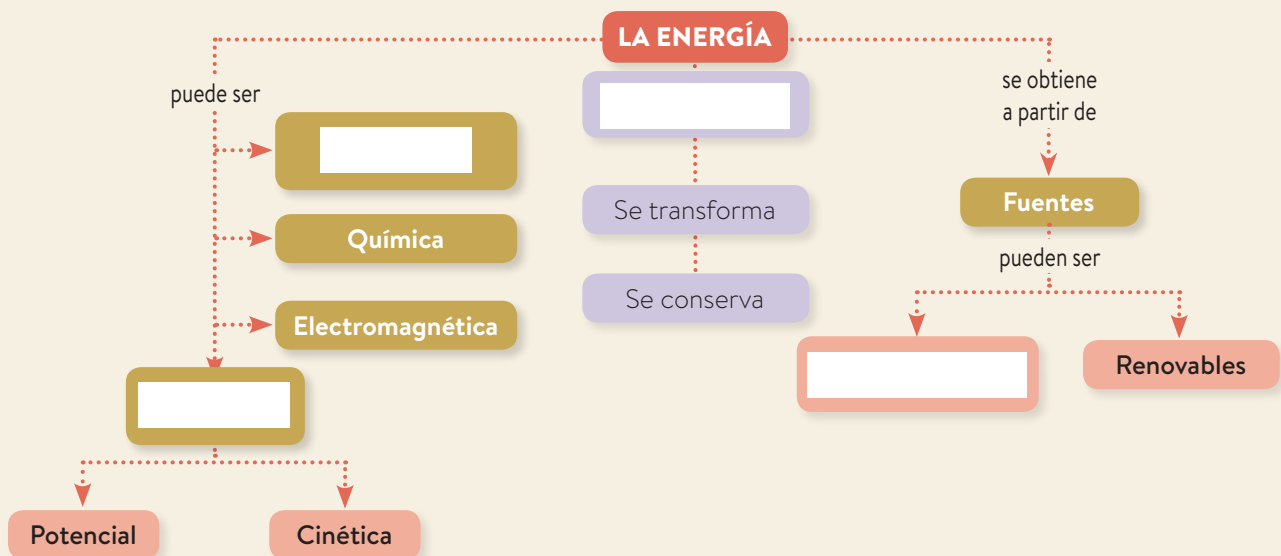 LA ENERGÍA
puede ser
Química
Electromagnética
Potencial
Cinética
Se transforma
Se conserva
se obtiene
a partir de
Fuentes
pueden ser
Renovables